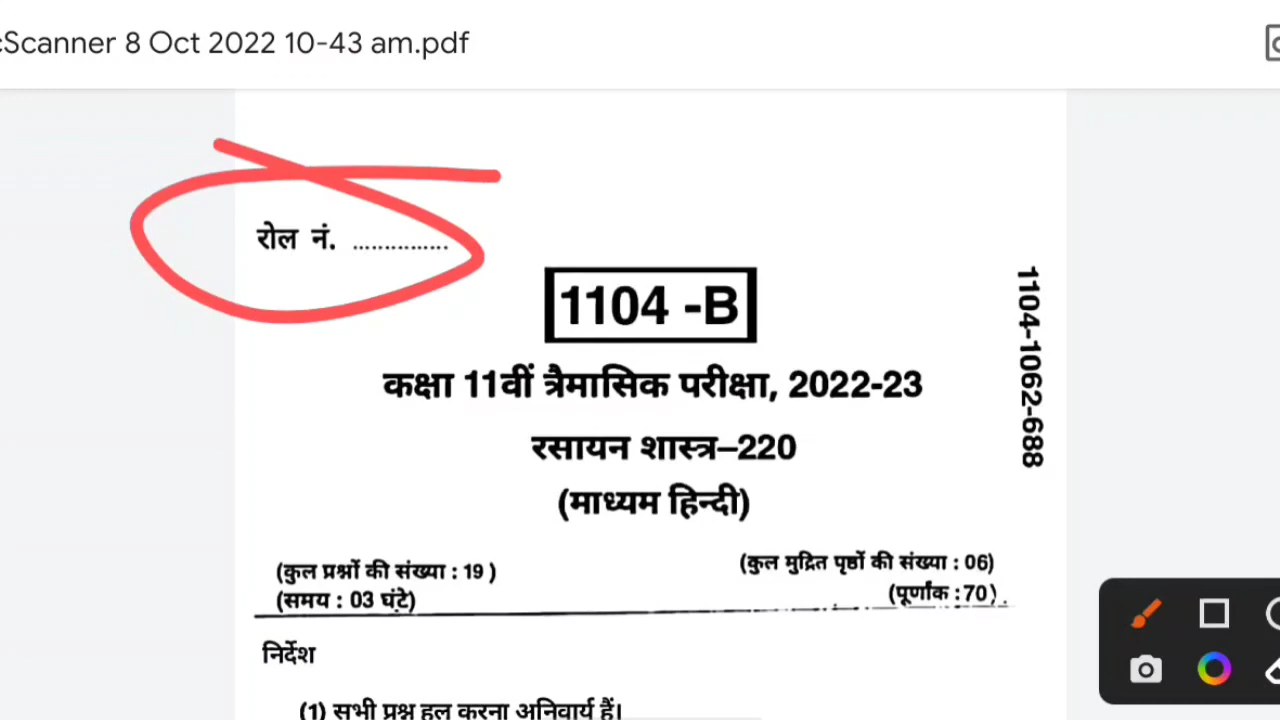 cScanner 8 Oct 2022 10-43 am.pdf
रोल नं. ...............
1104 -B
1104-1062-688
कक्षा 11वीं त्रैमासिक परीक्षा, 2022-23
रसायन शास्त्र–220
(माध्यम हिन्दी)
(कुल प्रश्नों की संख्या : 19 )
(कुल मुद्रित पृष्ठों की संख्या : 06)
(समय : 03 घंटे)
(पूर्णांक :70)
निर्देश
(1) सभी प्रश्न हल करना अनिवार्य हैं।